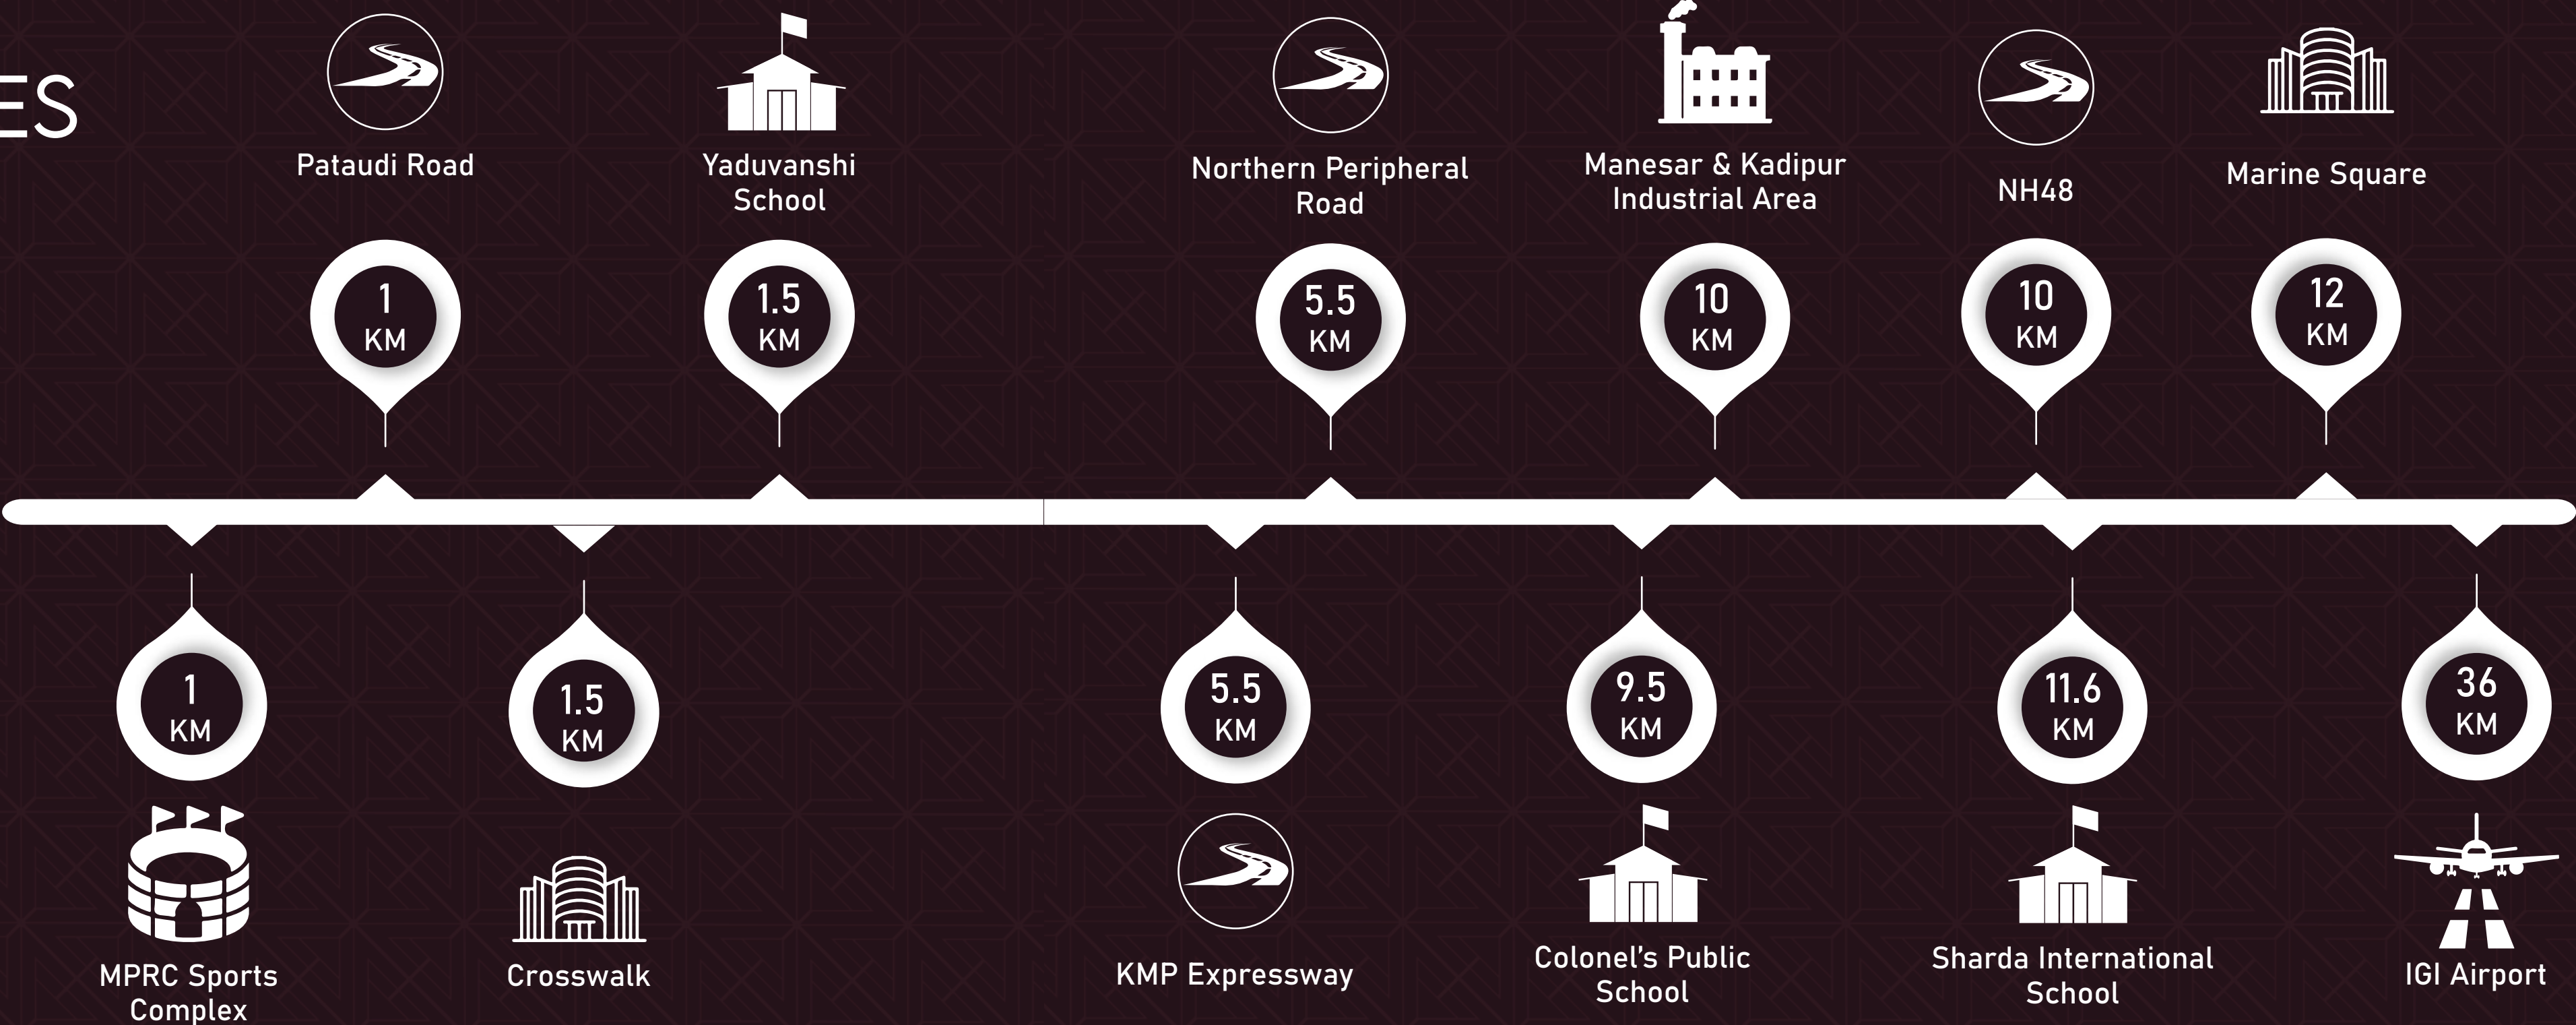 ES
Pataudi Road
1
KM
Yaduvanshi
School
1.5
KM
Northern Peripheral
Road
5.5
KM
Manesar & Kadipur
Industrial Area
10
KM
NH48
10
KM
Marine Square
12
KM
1
KM
MPRC Sports
Complex
1.5
KM
Crosswalk
5.5
KM
KMP Expressway
9.5
KM
Colonel’s Public
School
11.6
KM
Sharda International
School
36
KM
IGI Airport